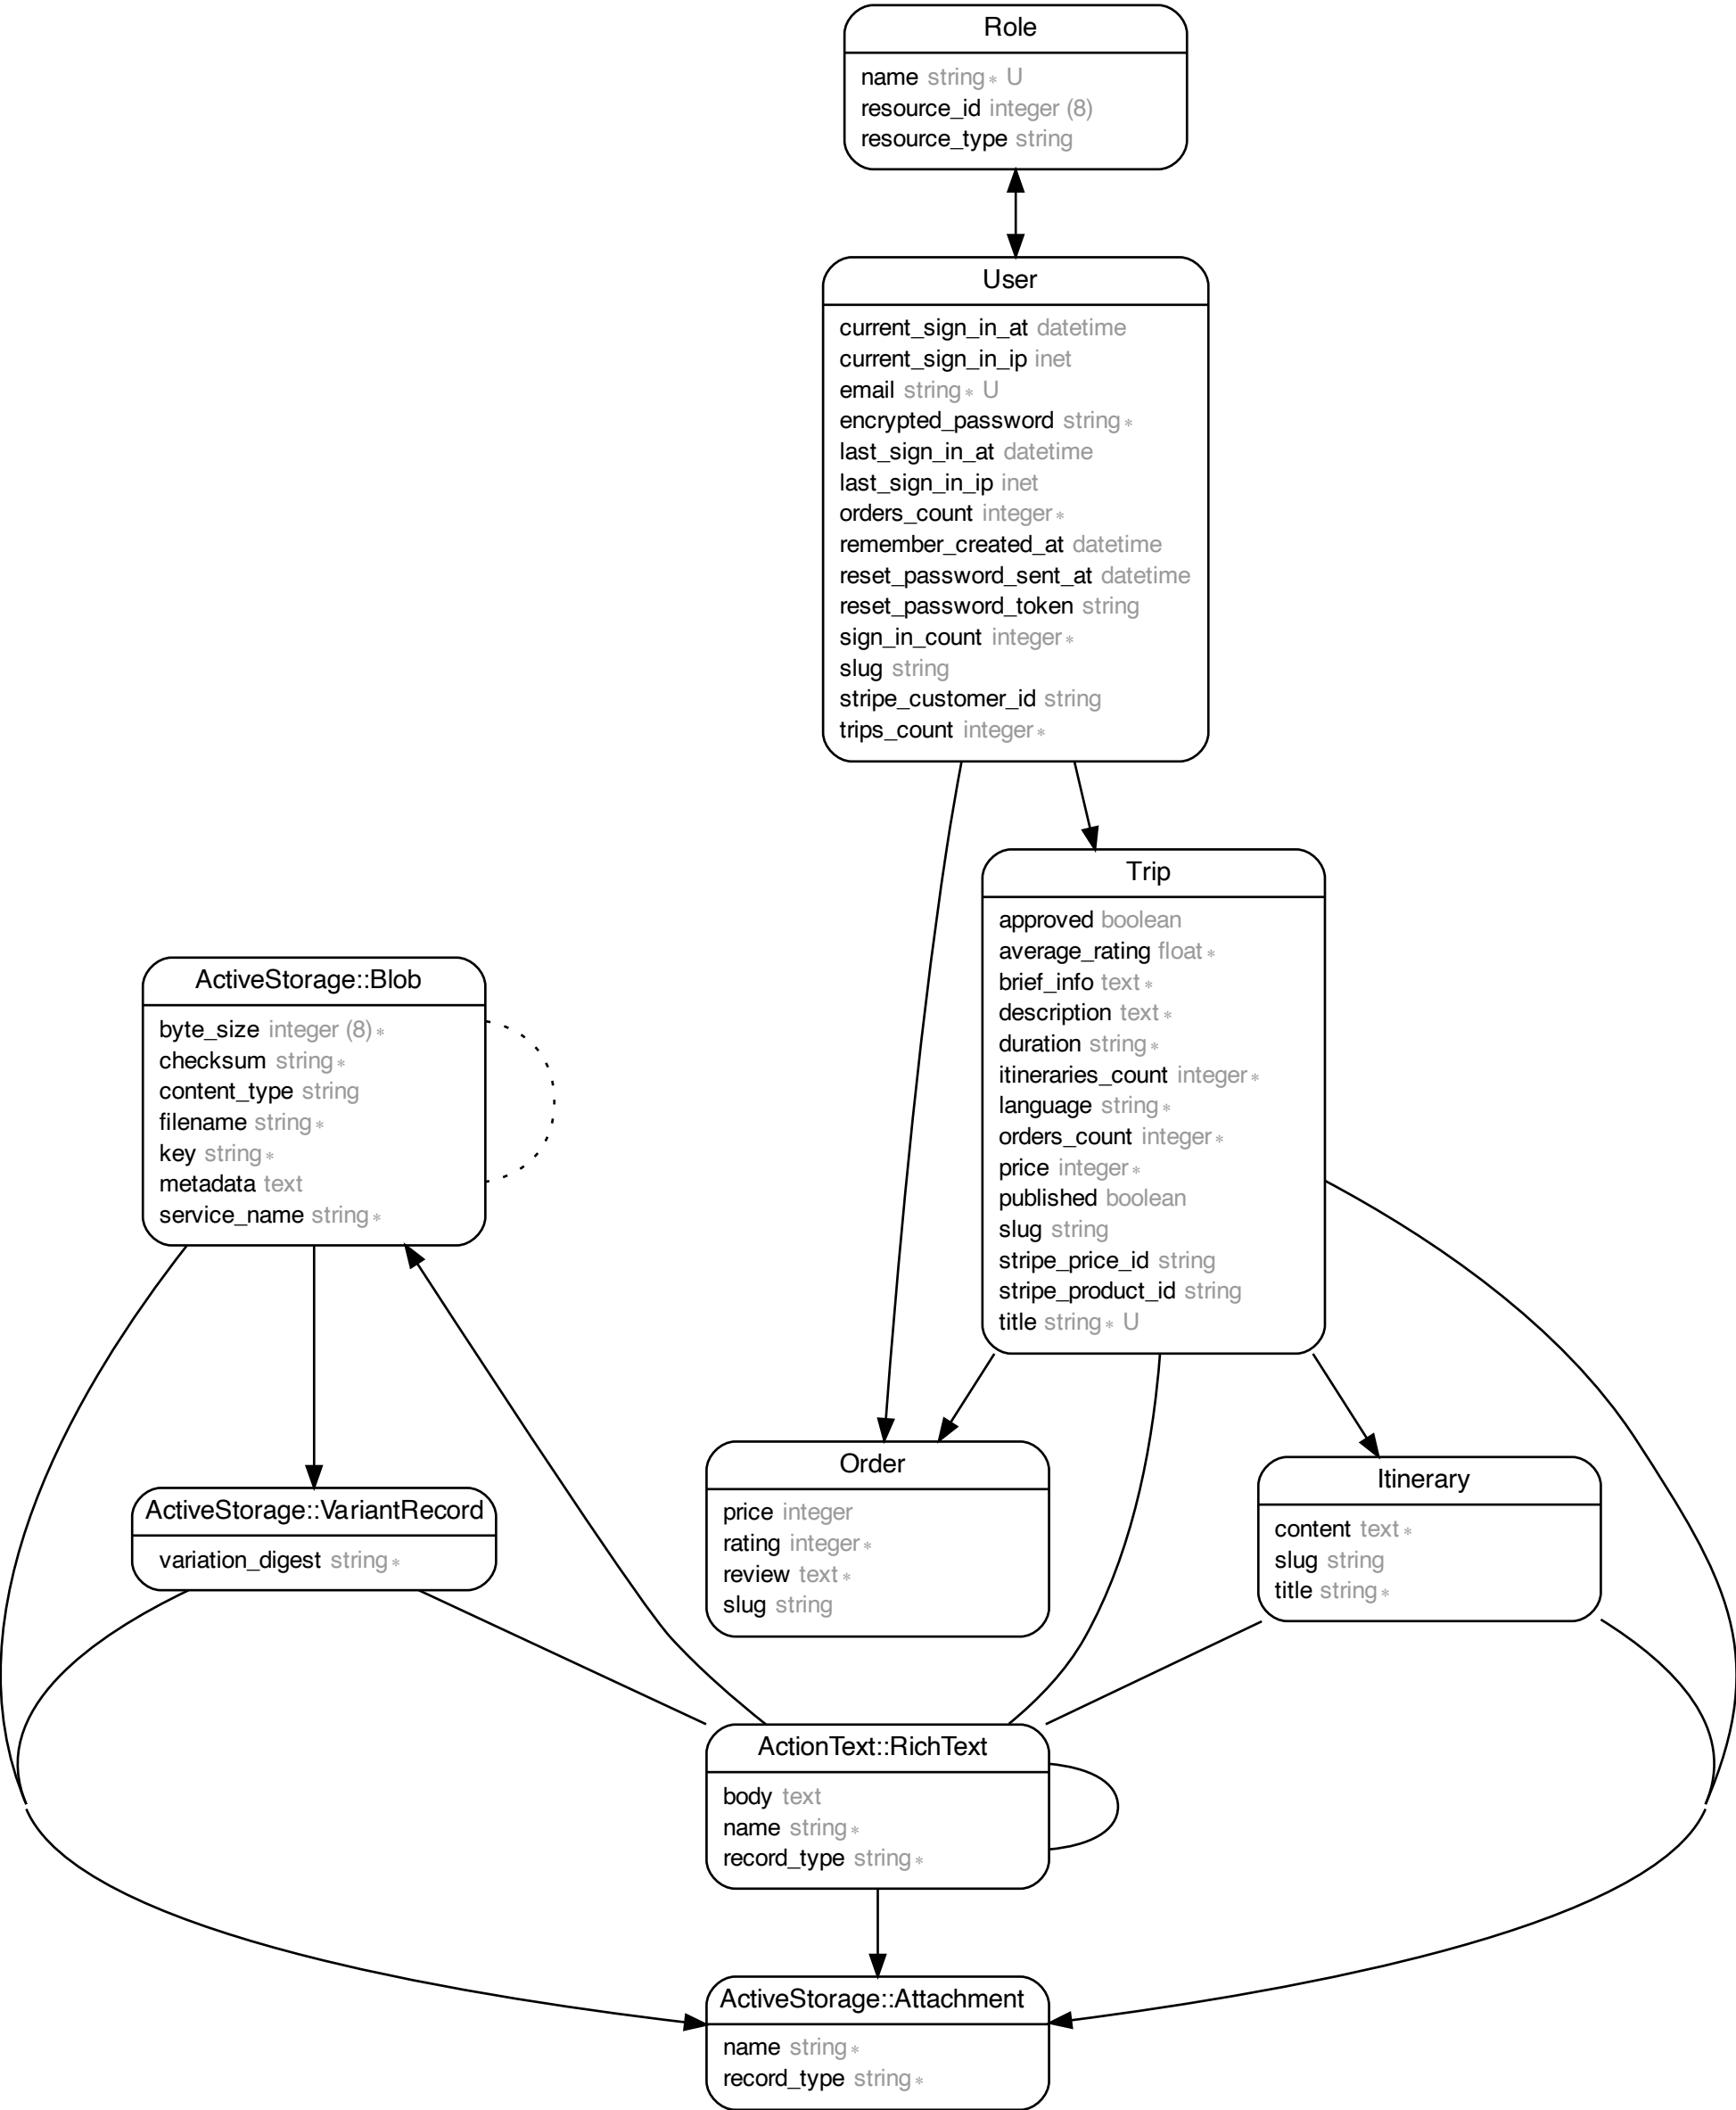 Role
name string∗ U
resource_id integer (8)
resource_type string
User
current_sign_in_at datetime
current_sign_in_ip inet
email string∗ U
encrypted_password string∗
last_sign_in_at datetime
last_sign_in_ip inet
orders_count integer∗
remember_created_at datetime
reset_password_sent_at datetime
reset_password_token string
sign_in_count integer∗
slug string
stripe_customer_id string
trips_count integer∗
Trip
approved boolean
average_rating float∗
brief_info text∗
description text∗
duration string∗
itineraries_count integer∗
language string∗
orders_count integer∗
price integer∗
published boolean
slug string
stripe_price_id string
stripe_product_id string
title string∗ U
ActiveStorage::Blob
byte_size integer (8)∗
checksum string∗
content_type string
filename string∗
key string∗
metadata text
service_name string∗
Order
price integer
rating integer∗
review text∗
slug string
Itinerary
content text∗
slug string
title string∗
ActiveStorage::VariantRecord
variation_digest string∗
ActionText::RichText
body text
name string∗
record_type string∗
ActiveStorage::Attachment
name string∗
record_type string∗